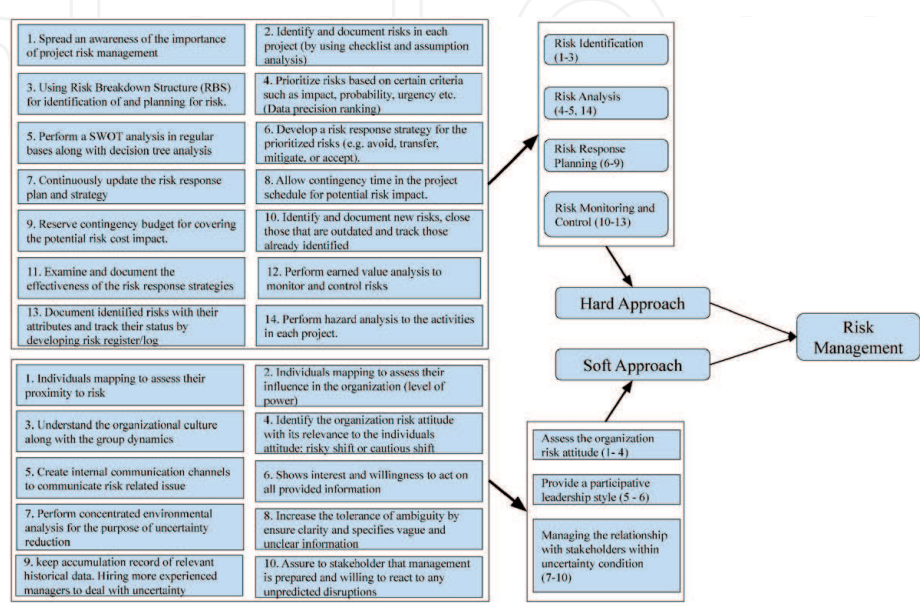 1. Spread an awareness of the importance
of project risk management
2. Identify and document risks in each
project (by using checklist and assumption
analysis)
3. Using Risk Breakdown Structure (RBS)
for identification of and planning for risk.
4. Prioritize risks based on certain criteria
such as impact, probability, urgency etc.
(Data precision ranking)
5. Perform a SWOT analysis in regular
bases along with decision tree analysis
6. Develop a risk response strategy for the
prioritized risks (e.g. avoid, transfer,
mitigate, or accept).
7. Continuously update the risk response
plan and strategy
8. Allow contingency time in the project
schedule for potential risk impact.
9. Reserve contingency budget for covering
the potential risk cost impact.
10. Identify and document new risks, close
those that are outdated and track those
already identified
11. Examine and document the
effectiveness of the risk response strategies
12. Perform earned value analysis to
monitor and control risks
13. Document identified risks with their
attributes and track their status by
developing risk register/log
14. Perform hazard analysis to the activities
in each project.
Risk Identification
(1-3)
Risk Analysis
(4-5, 14)
Risk Response
Planning (6-9)
Risk Monitoring and
Control (10-13)
Hard Approach
Soft Approach
Risk
Management
1. Individuals mapping to assess their
proximity to risk
2. Individuals mapping to assess their
influence in the organization (level of
power)
3. Understand the organizational culture
along with the group dynamics
4. Identify the organization risk attitude
with its relevance to the individuals
attitude: risky shift or cautious shift
5. Create internal communication channels
to communicate risk related issue
6. Shows interest and willingness to act on
all provided information
7. Perform concentrated environmental
analysis for the purpose of uncertainty
reduction
8. Increase the tolerance of ambiguity by
ensure clarity and specifies vague and
unclear information
9. keep accumulation record of relevant
historical data. Hiring more experienced
managers to deal with uncertainty
10. Assure to stakeholder that management
is prepared and willing to react to any
unpredicted disruptions
Assess the organization
risk attitude (1- 4)
Provide a participative
leadership style (5 - 6)
Managing the relationship
with stakeholders within
uncertainty condition
(7-10)